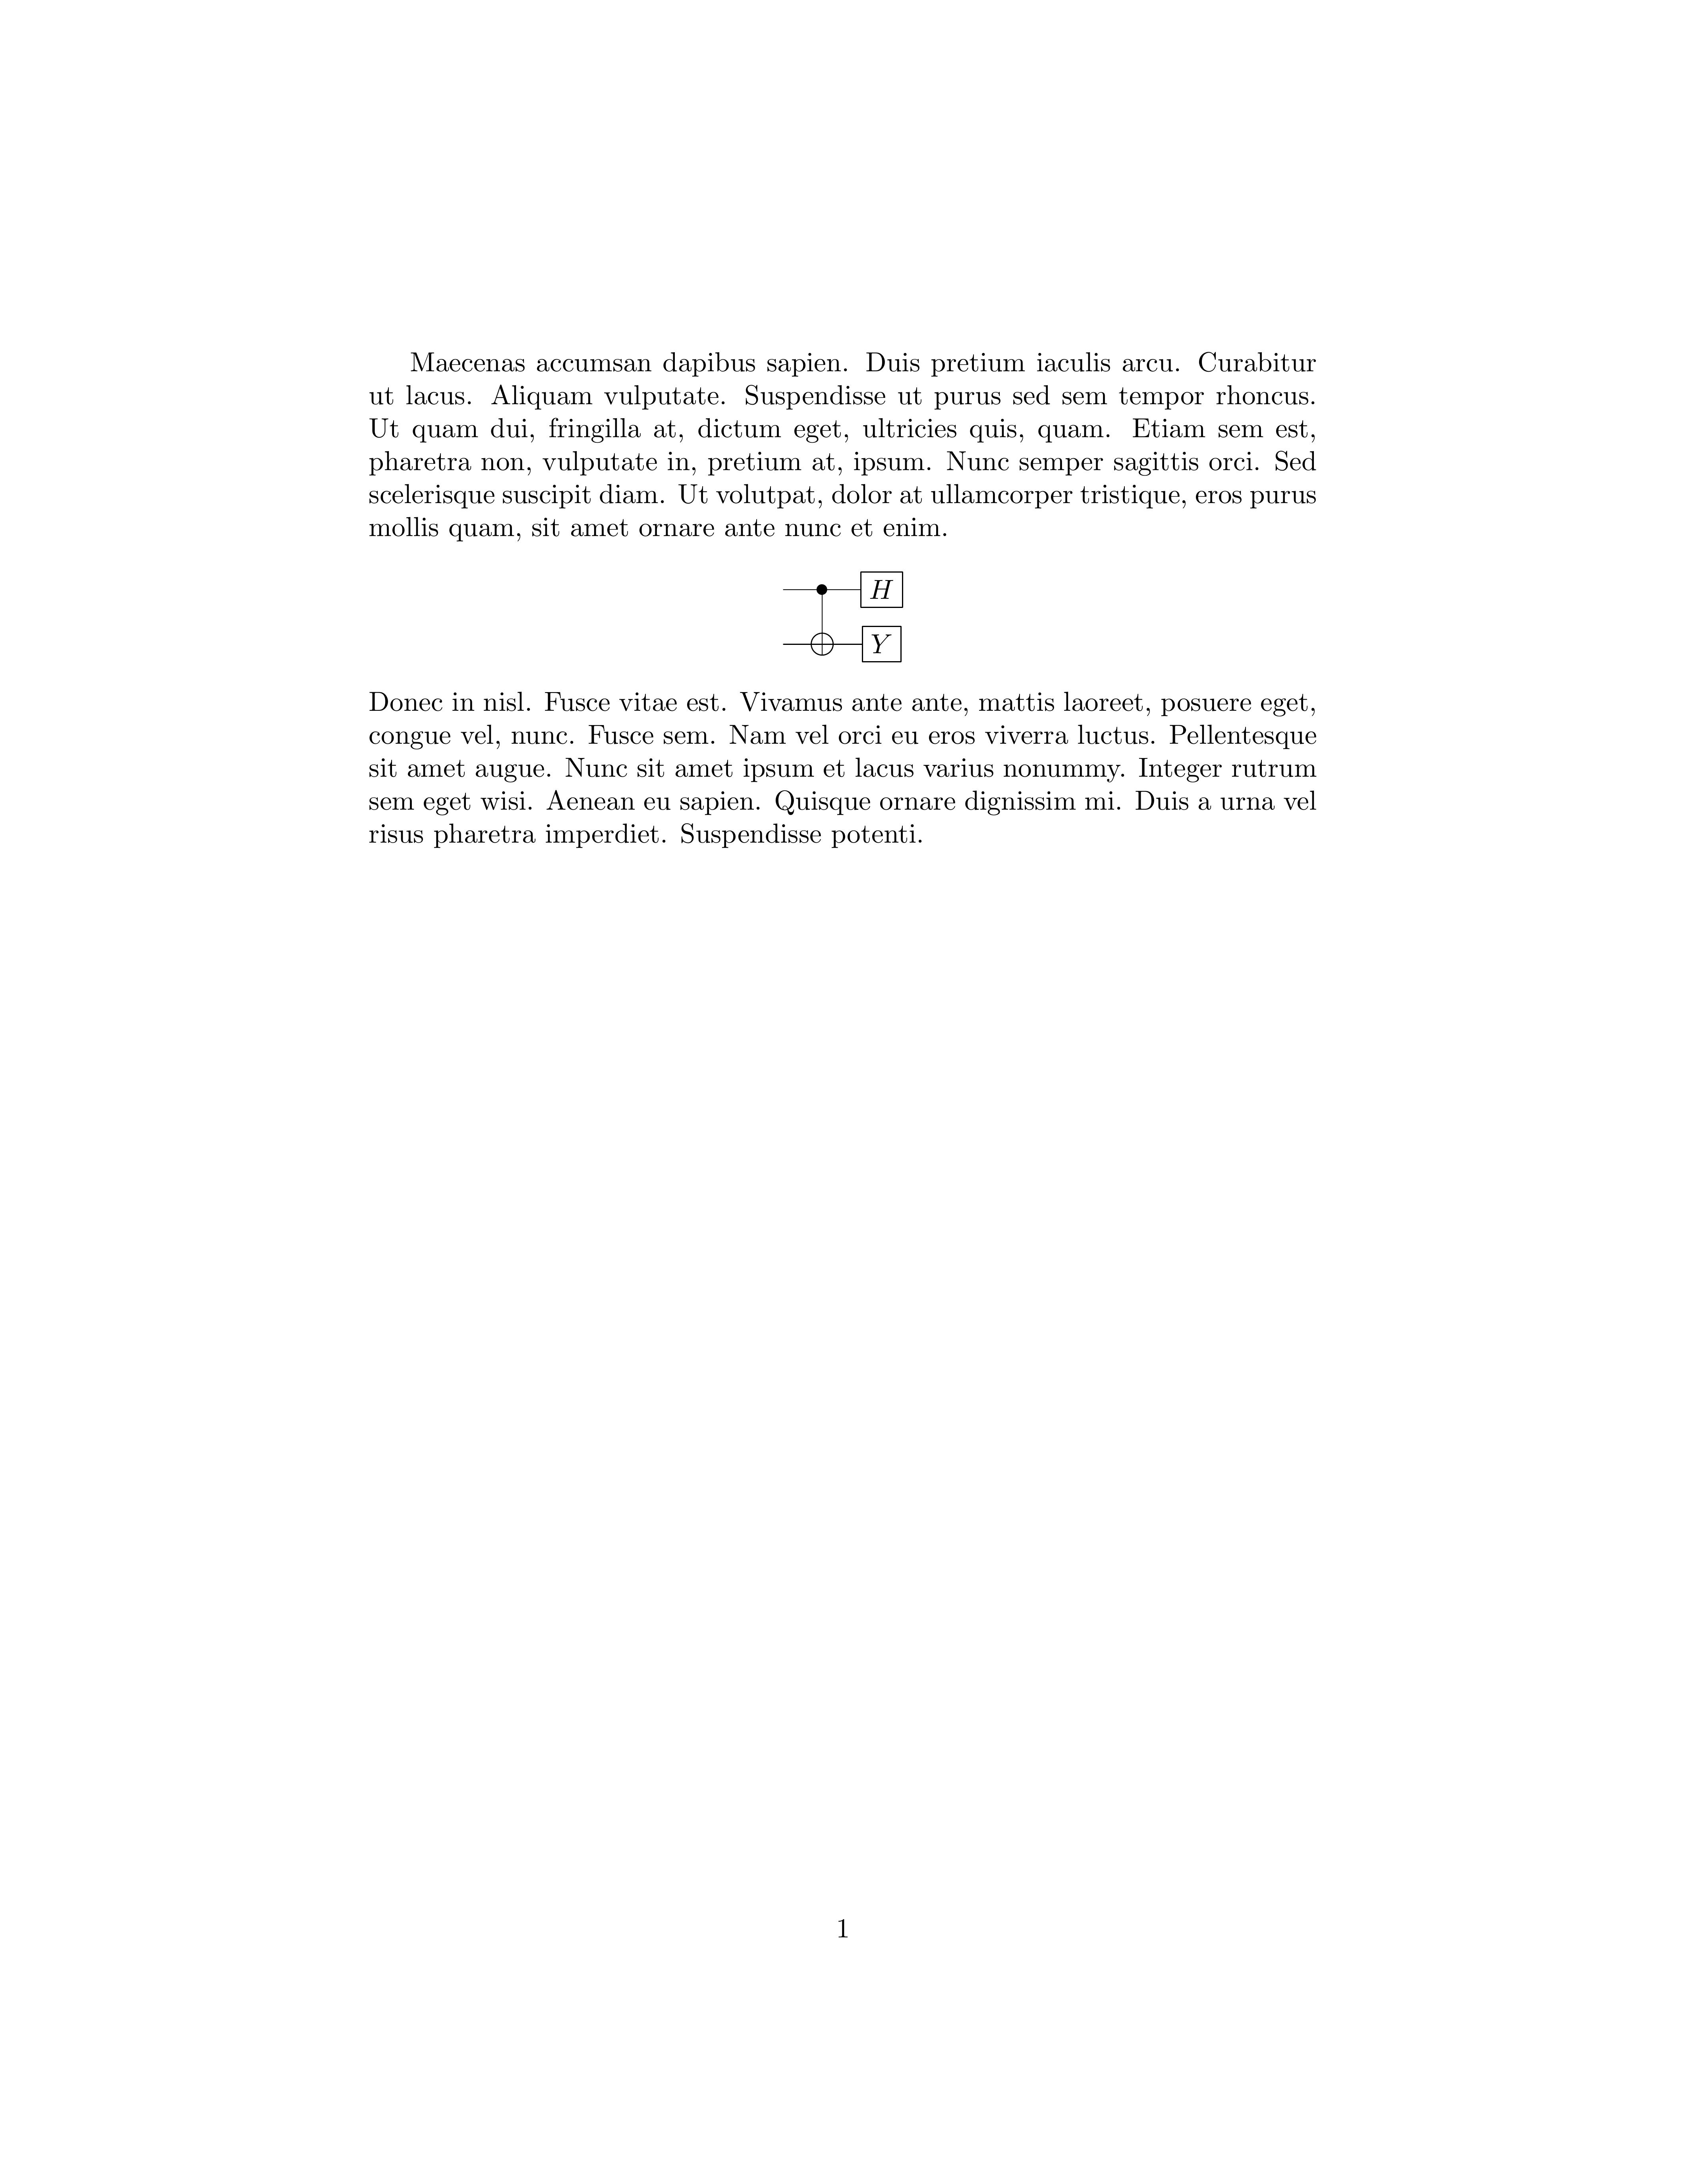 Maecenas accumsan dapibus sapien. Duis pretium iaculis arcu. Curabitur
ut lacus. Aliquam vulputate. Suspendisse ut purus sed sem tempor rhoncus.
Ut quam dui, fringilla at, dictum eget, ultricies quis, quam. Etiam sem est,
pharetra non, vulputate in, pretium at, ipsum. Nunc semper sagittis orci. Sed
scelerisque suscipit diam. Ut volutpat, dolor at ullamcorper tristique, eros purus
mollis quam, sit amet ornare ante nunc et enim.
H
Y
Donec in nisl. Fusce vitae est. Vivamus ante ante, mattis laoreet, posuere eget,
congue vel, nunc. Fusce sem. Nam vel orci eu eros viverra luctus. Pellentesque
sit amet augue. Nunc sit amet ipsum et lacus varius nonummy. Integer rutrum
sem eget wisi. Aenean eu sapien. Quisque ornare dignissim mi. Duis a urna vel
risus pharetra imperdiet. Suspendisse potenti.
1